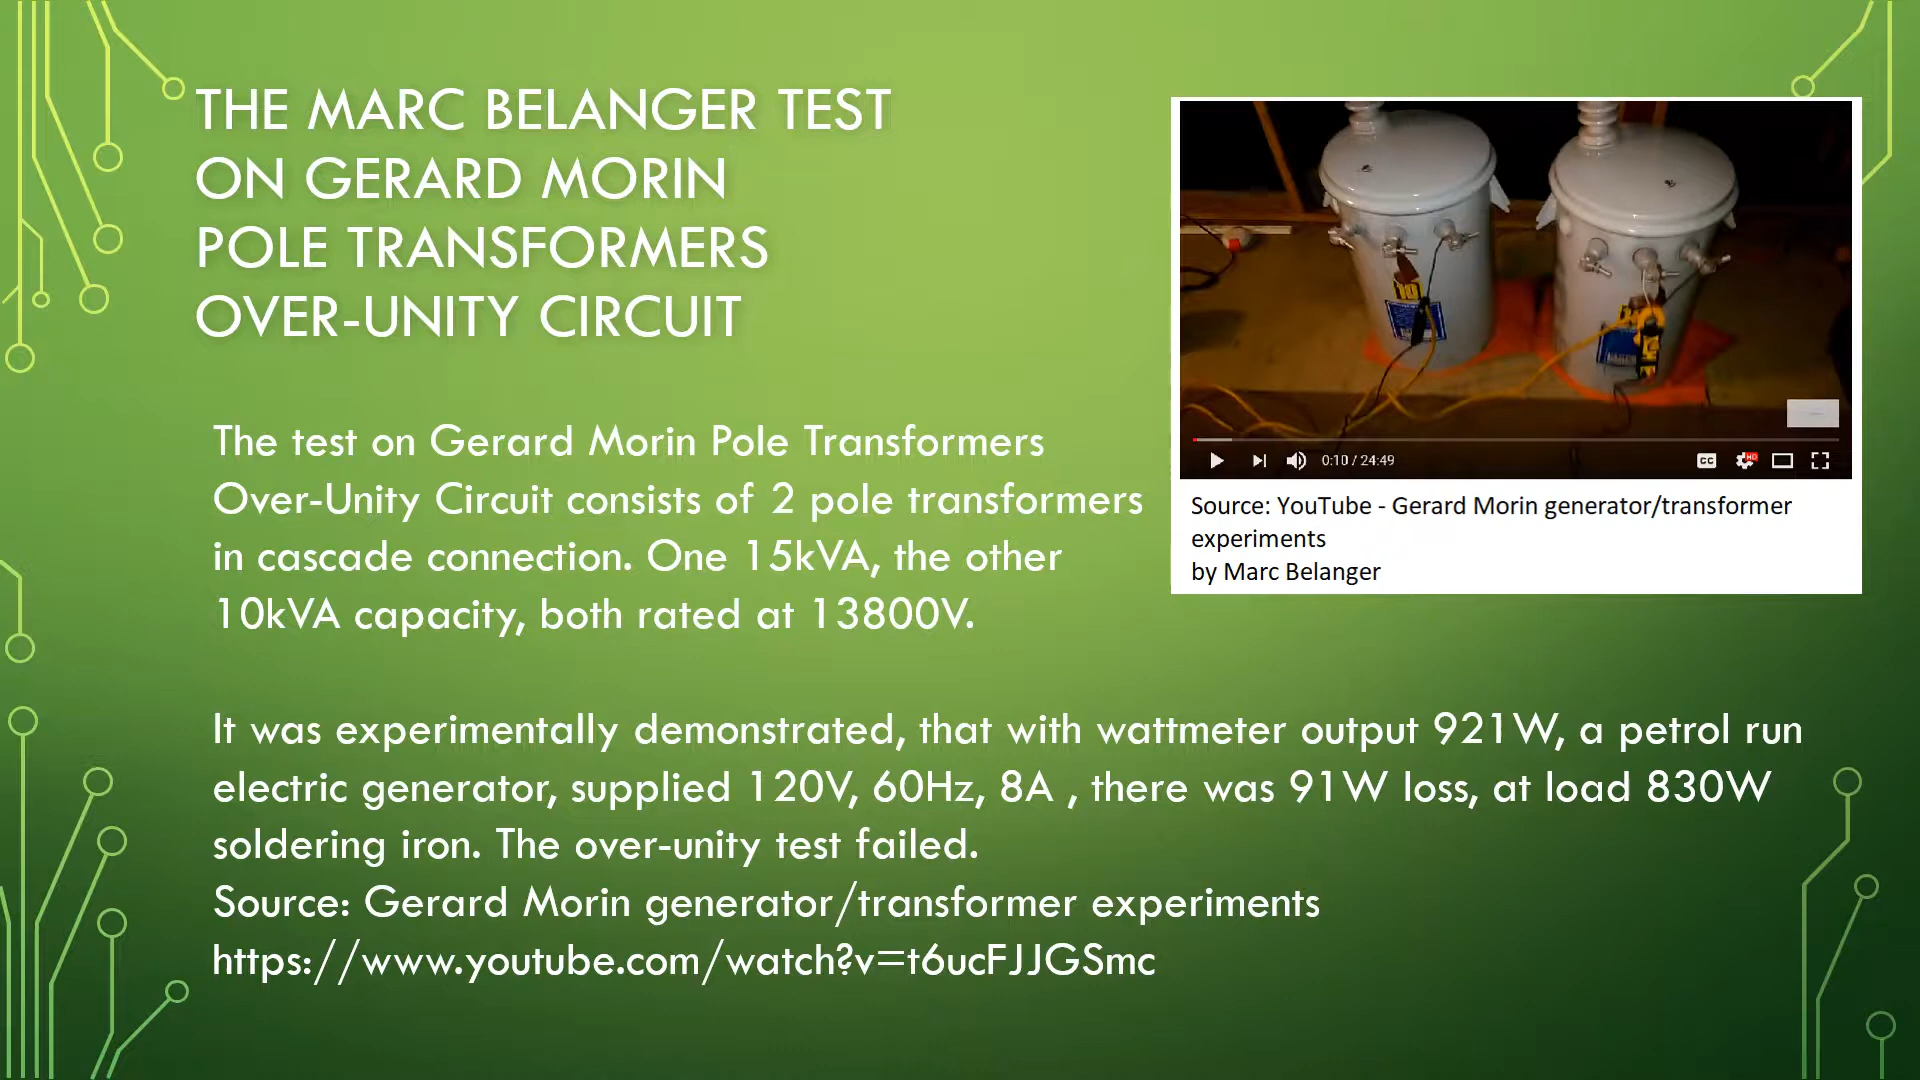 THE MARC BELANGER TEST
ON GERARD MORIN
POLE TRANSFORMERS
OVER-UNITY CIRCUIT
0:10 / 24:49
CC
HD
Source: YouTube - Gerard Morin generator/transformer
experiments
by Marc Belanger
The test on Gerard Morin Pole Transformers
Over-Unity Circuit consists of 2 pole transformers
in cascade connection. One 15kVA, the other
10kVA capacity, both rated at 13800V.
It was experimentally demonstrated, that with wattmeter output 921W, a petrol run
electric generator, supplied 120V, 60Hz, 8A , there was 91W loss, at load 830W
soldering iron. The over-unity test failed.
Source: Gerard Morin generator/transformer experiments
https://www.youtube.com/watch?v=t6ucFJJGSmc